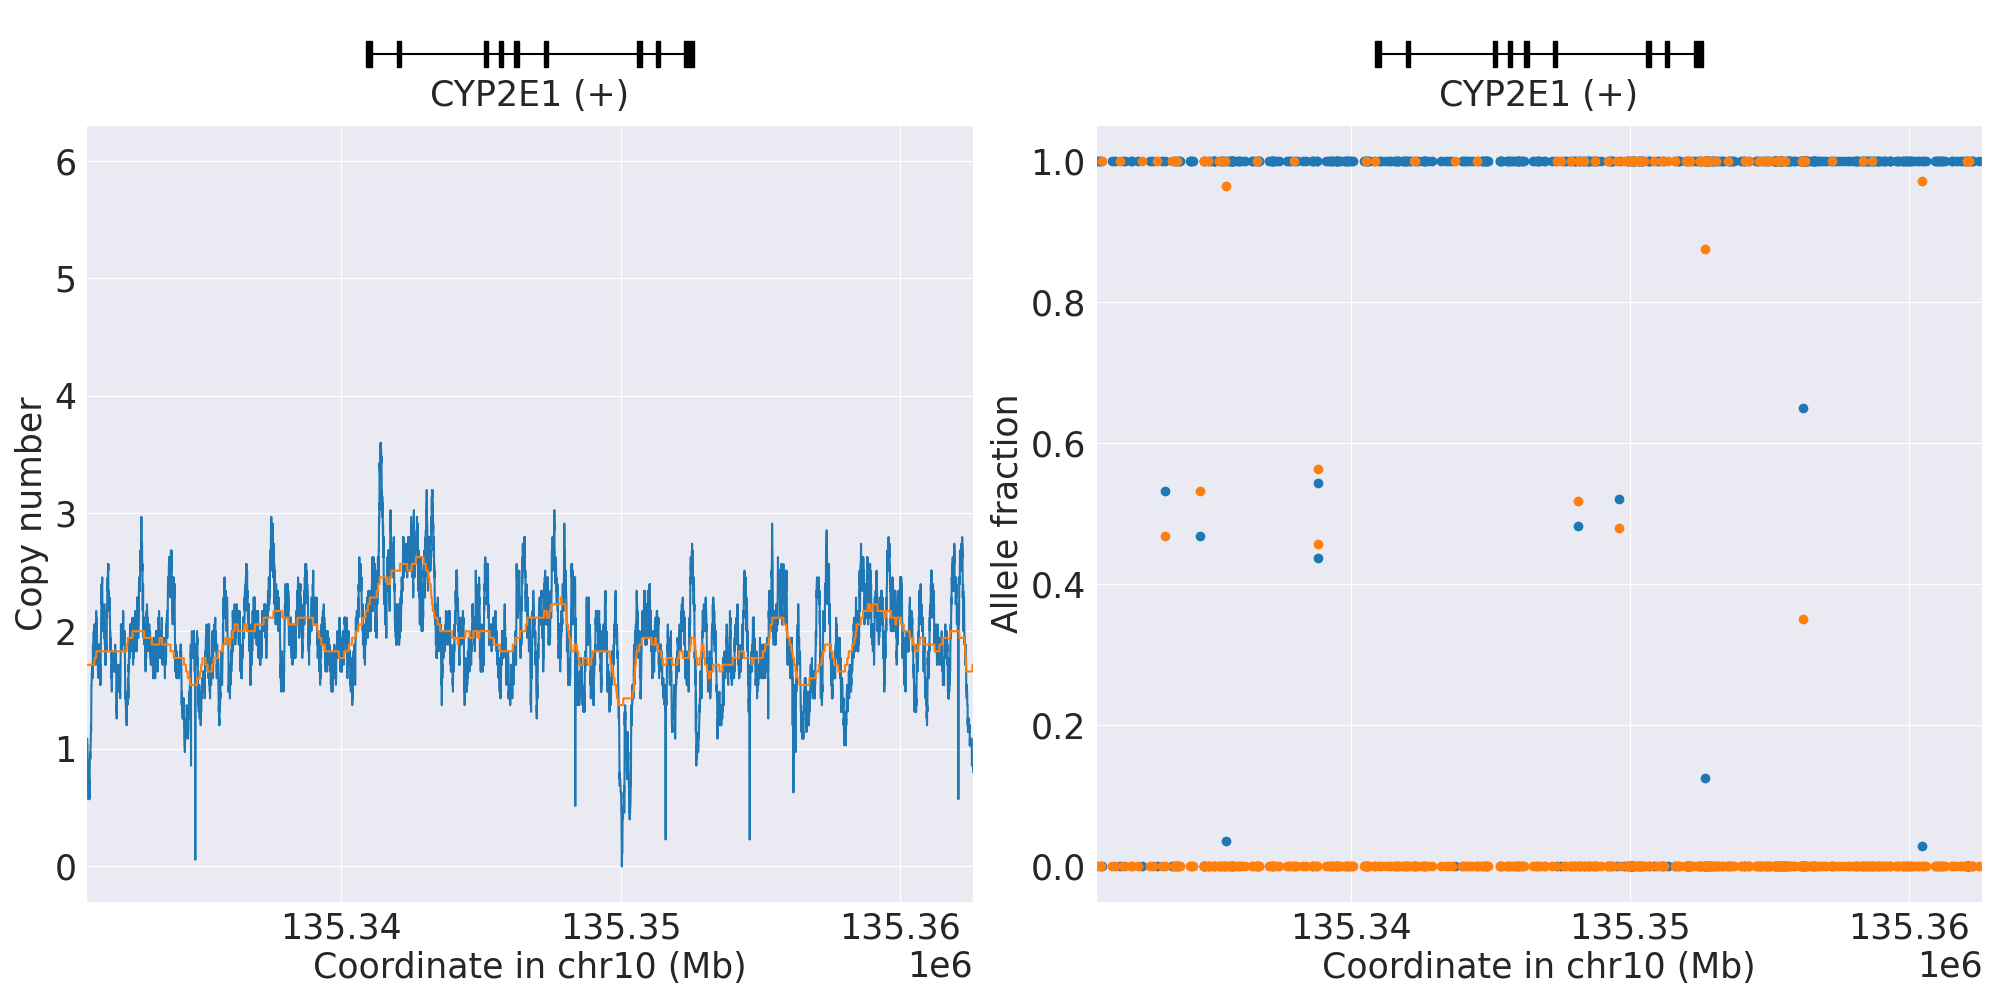 CYP2E1 (+)
6
5
4
3
2
1
0
Copy number
135.34 135.35 135.36
Coordinate in chr10 (Mb)
1e6
CYP2E1 (+)
1.0
0.8
0.6
0.4
0.2
0.0
Allele fraction
135.34 135.35 135.36
Coordinate in chr10 (Mb)
1e6